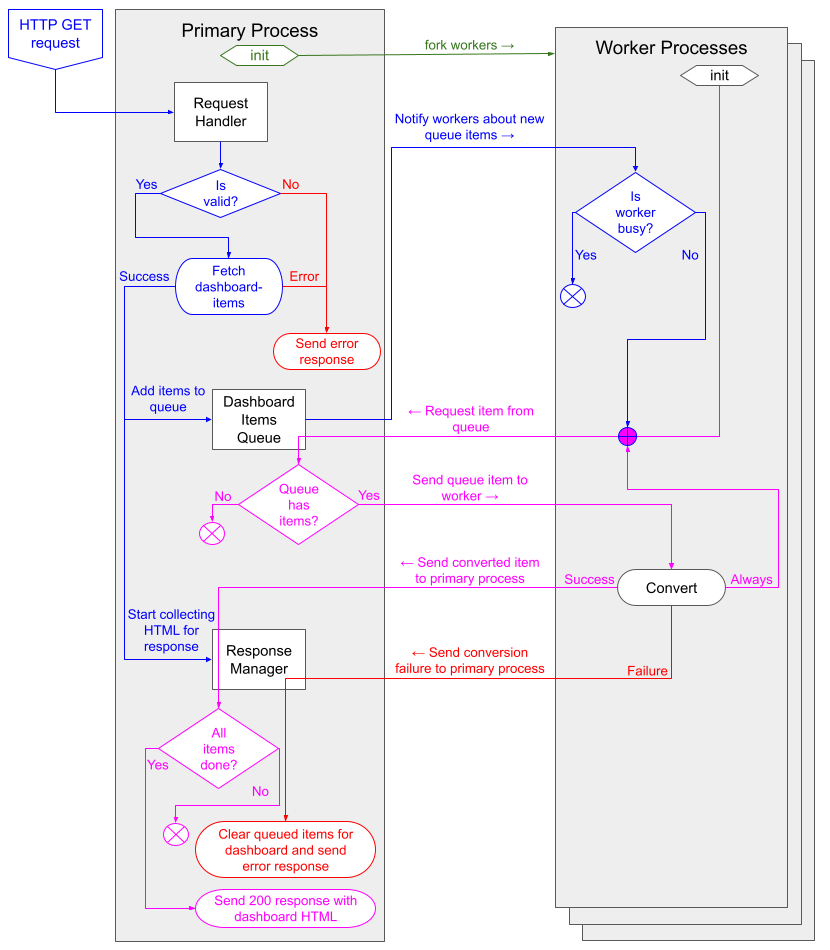 HTTP GET
request
Primary Process
init
fork workers →
Worker Processes
init
Request
Handler
Notify workers about new
queue items →
Yes
Is
valid?
No
Is
worker
busy?
Yes
No
Success
Fetch
dashboard-
items
Error
Send error
response
Add items to
queue
Dashboard
Items
Queue
← Request item from
queue
No
Queue
has
items?
Yes
Send queue item to
worker →
← Send converted item
to primary process
Success
Convert
Always
Start collecting
HTML for
response
Response
Manager
← Send conversion
failure to primary process
Failure
All
items
done?
Yes
No
Clear queued items for
dashboard and send
error response
Send 200 response with
dashboard HTML